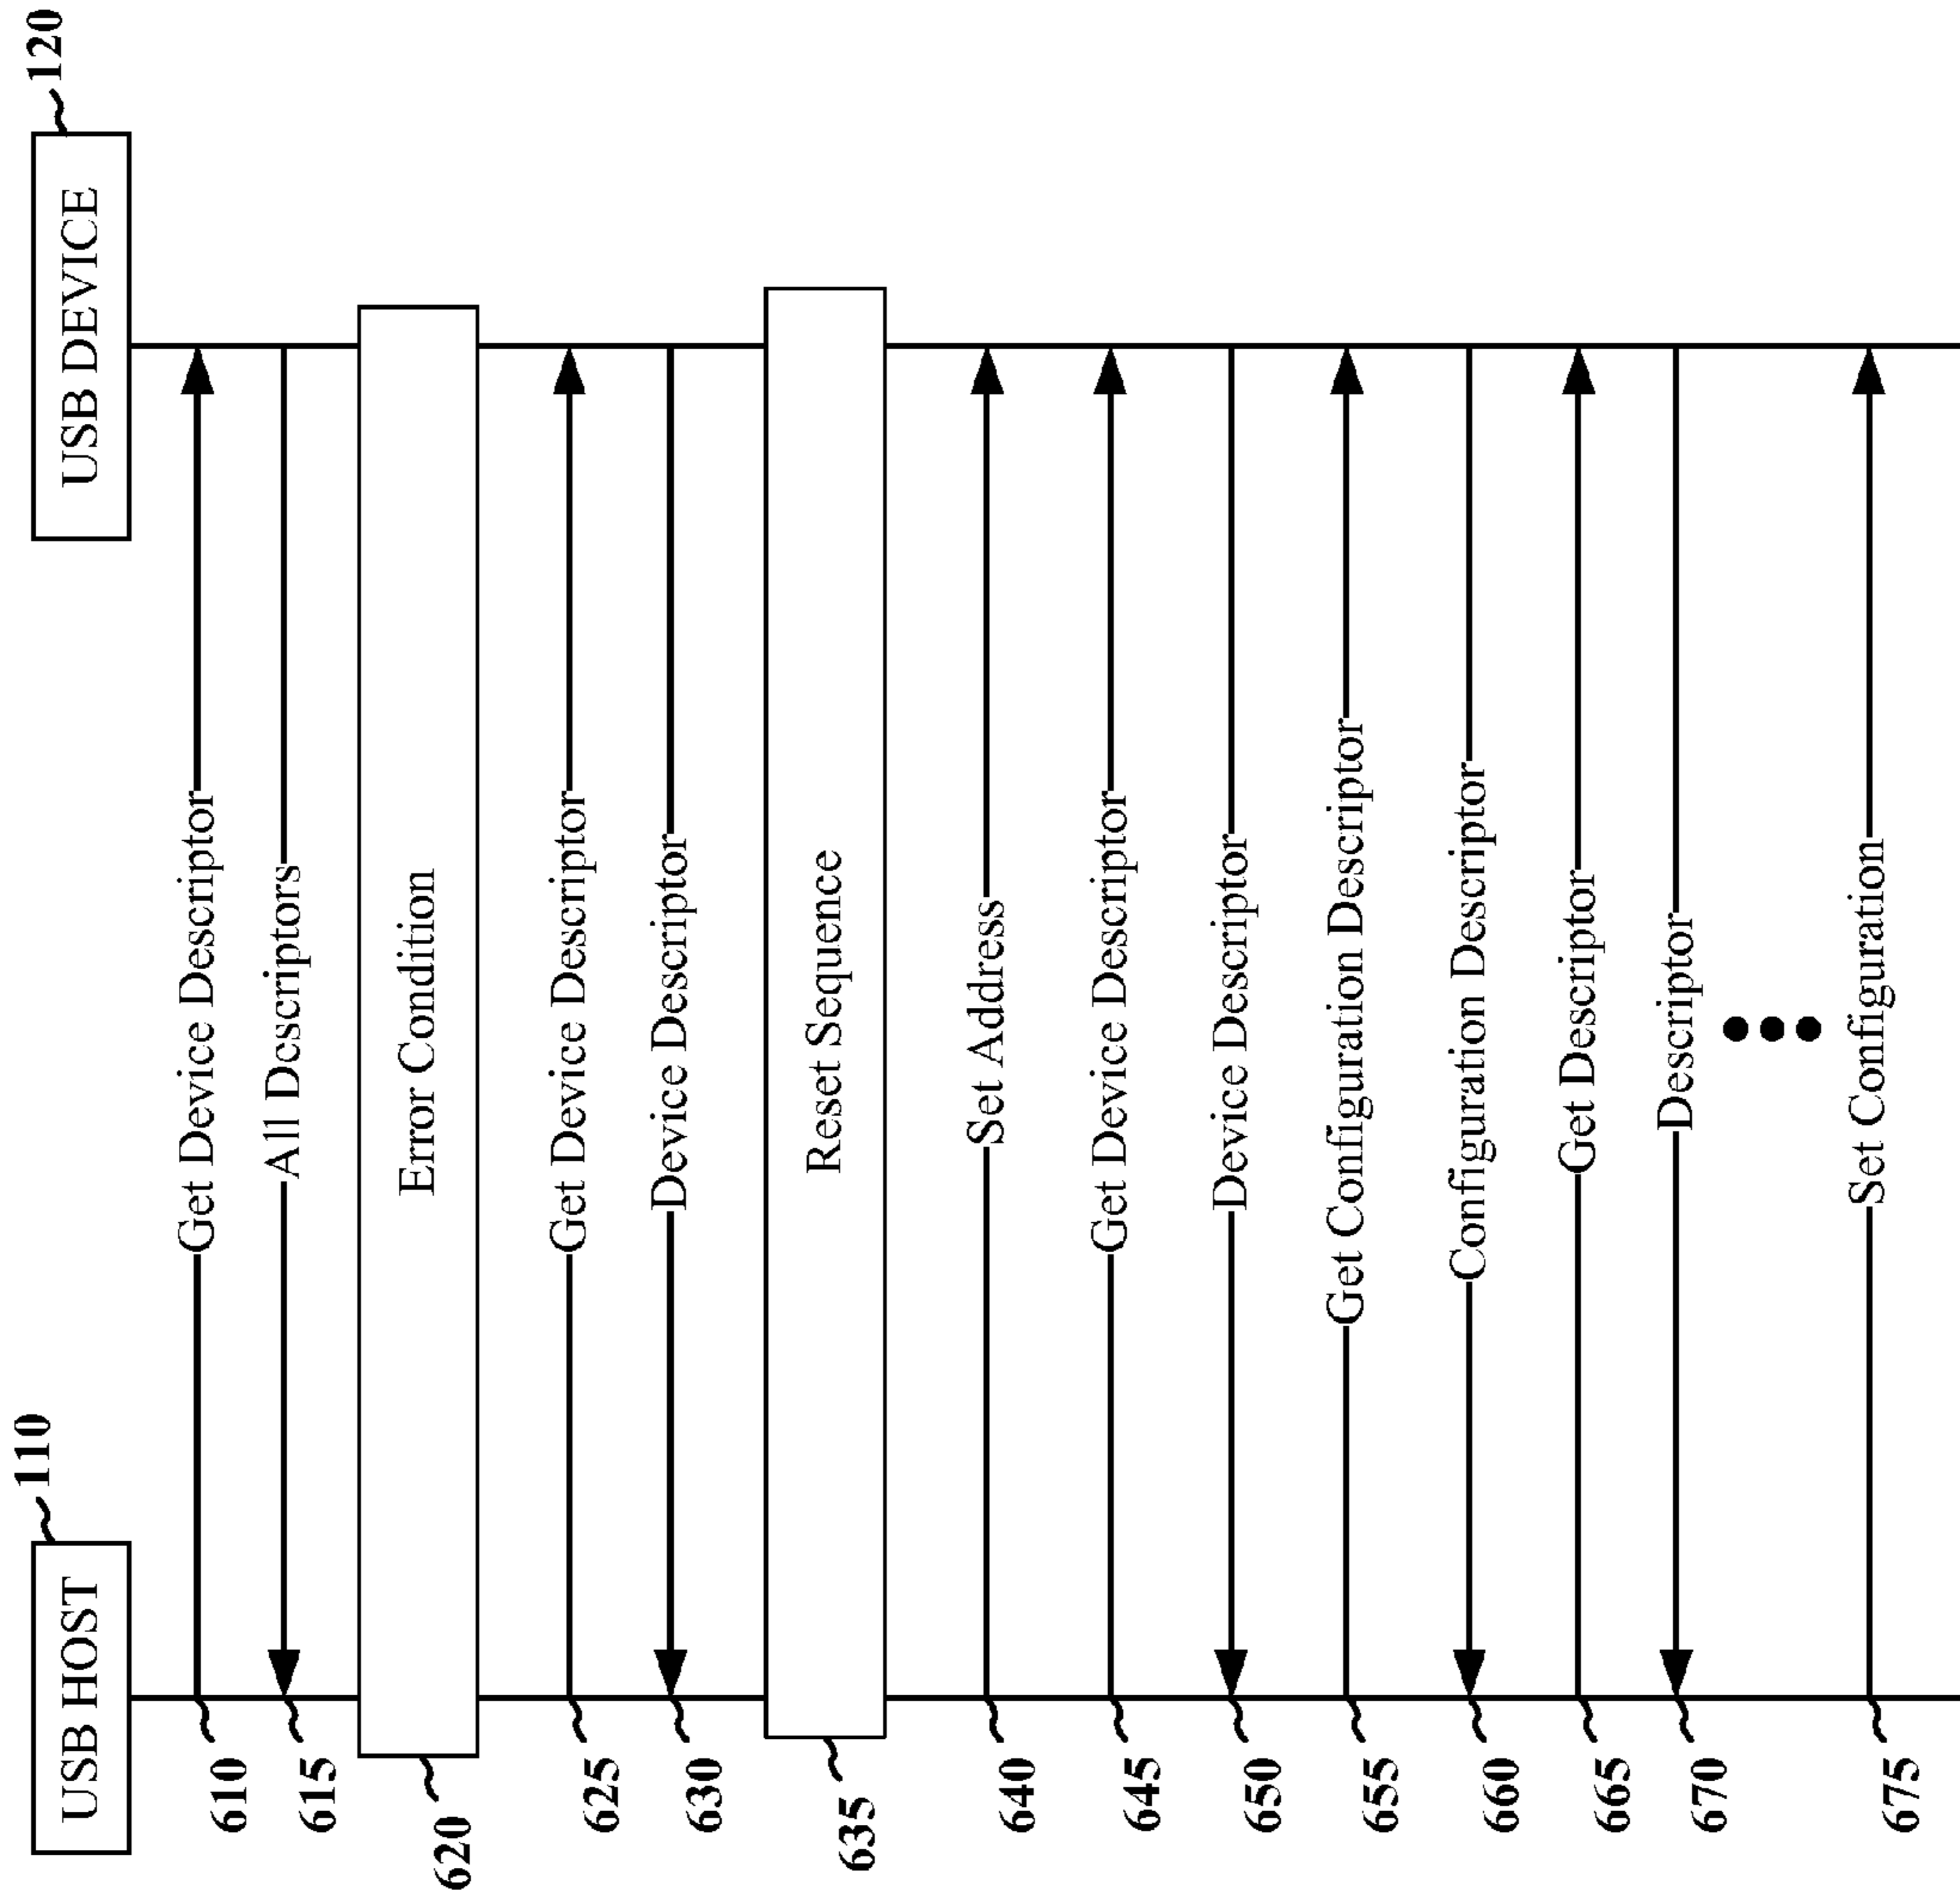 USB HOST
110
USB DEVICE
120
610
Get Device Descriptor
615
All Descriptors
620
Error Condition
625
Get Device Descriptor
630
Device Descriptor
635
Reset Sequence
640
Set Address
645
Get Device Descriptor
650
Device Descriptor
655
Get Configuration Descriptor
660
Configuration Descriptor
665
Get Descriptor
670
Descriptor
675
Set Configuration